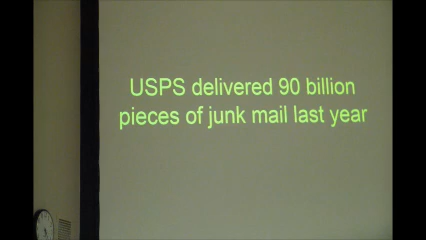 USPS delivered 90 billion
pieces of junk mail last year